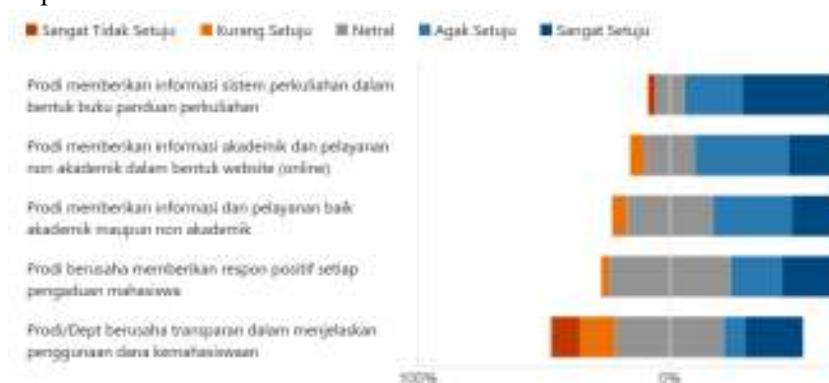 Sangat Tidak Setuju Kurang Setuju Netral Agak Setuju Sangat Setuju
Prodi memberikan informasi sistem perkuliahan dalam
bentuk buku panduan perkuliahan
Prodi memberikan informasi akademik dan pelayanan
non akademik dalam bentuk website (online)
Prodi memberikan informasi dan pelayanan baik
akademik maupun non akademik
Prodi berusaha memberikan respon positif setiap
pengaduan mahasiswa
Prodi/Dept berusaha transparan dalam menjelaskan
penggunaan dana kemahasiswaan
100% 0%